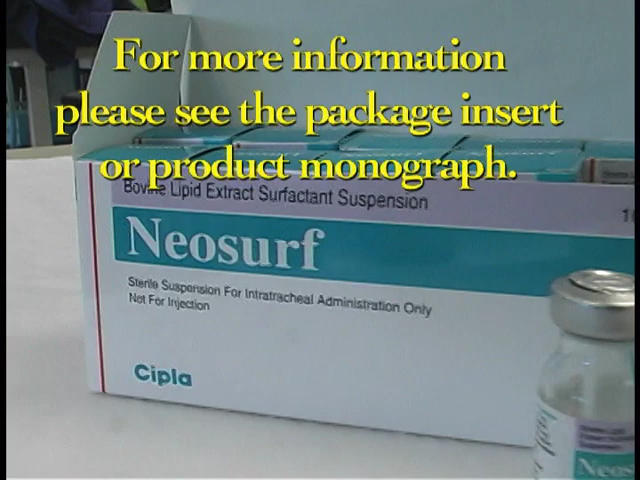 For more information
please see the package insert
or product monograph.
Bovine Lipid Extract Surfactant Suspension
Neosurf
Sterile Suspension For Intratracheal Administration Only
Not For Injection
Cipla
Neos